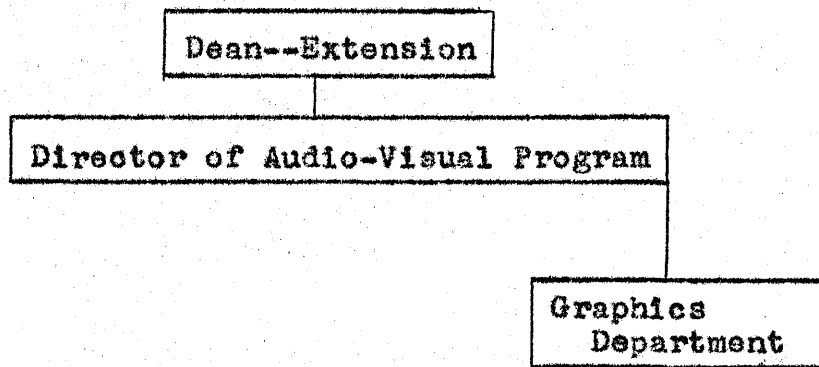 Dean--Extension
Director of Audio-Visual Program
Graphics
Department